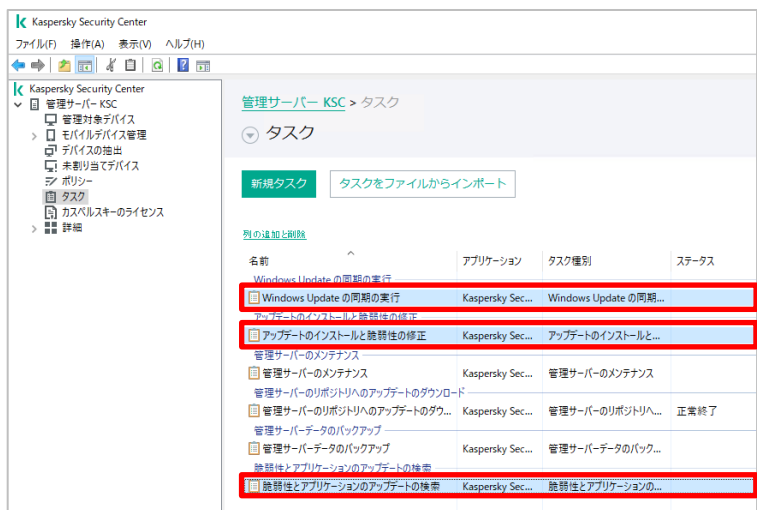 Kaspersky Security Center
ファイル(F) 操作(A) 表示(V) ヘルプ(H)
Kaspersky Security Center
管理サーバー KSC
管理対象デバイス
モバイルデバイス管理
デバイスの抽出
未割り当てデバイス
ポリシー
タスク
カスペルスキーのライセンス
詳細
管理サーバー KSC > タスク
タスク
新規タスク タスクをファイルからインポート
列の追加と削除
名前 アプリケーション タスク種別 ステータス
Windows Update の同期の実行
Windows Update の同期の実行 Kaspersky Sec... Windows Update の同期...
アップデートのインストールと脆弱性の修正
アップデートのインストールと脆弱性の修正 Kaspersky Sec... アップデートのインストールと...
管理サーバーのメンテナンス
管理サーバーのメンテナンス Kaspersky Sec... 管理サーバーのメンテナンス
管理サーバーのリポジトリへのアップデートのダウンロード
管理サーバーのリポジトリへのアップデートのダウ... Kaspersky Sec... 管理サーバーのリポジトリへ... 正常終了
管理サーバーデータのバックアップ
管理サーバーデータのバックアップ Kaspersky Sec... 管理サーバーデータのバック...
脆弱性とアプリケーションのアップデートの検索
脆弱性とアプリケーションのアップデートの検索 Kaspersky Sec... 脆弱性とアプリケーションの...